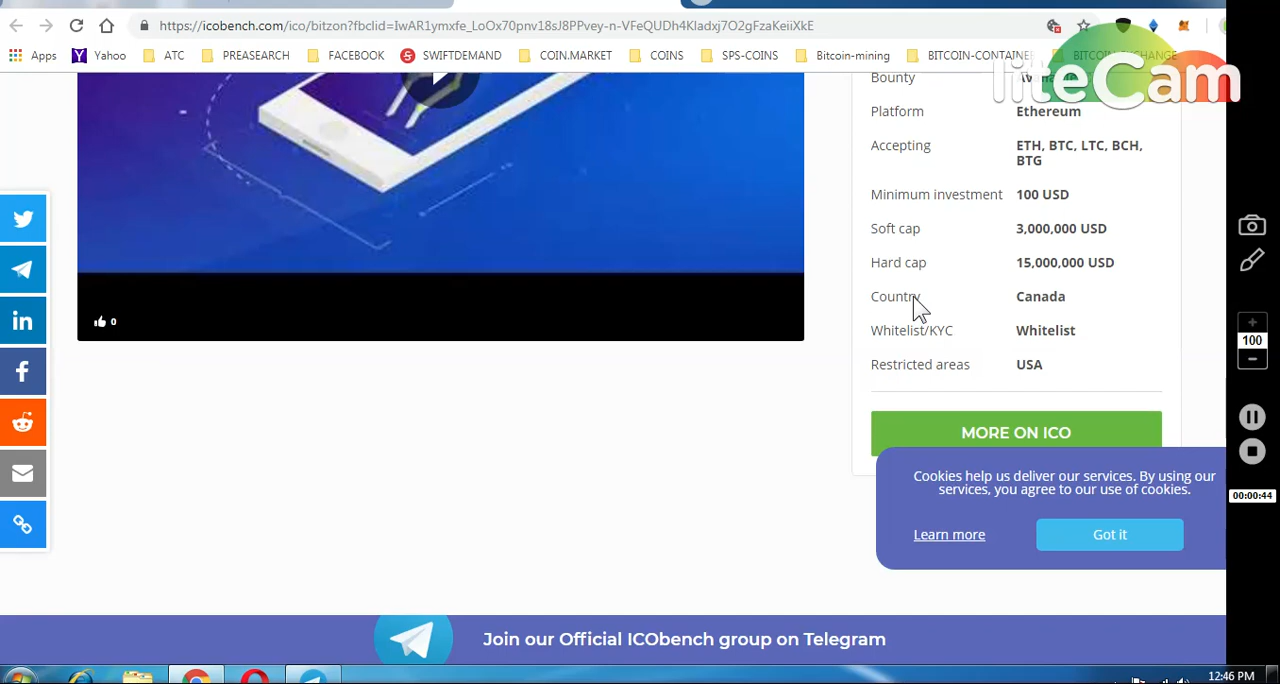 https://icobench.com/ico/bitzon?fbclid=IwAR1ymxfe_LoOx70pnv18sJ8PPvey-n-VFeQUDh4KIadxj7O2gFzaKeiiXkE
Apps Yahoo ATC PREASEARCH FACEBOOK SWIFTDEMAND COIN.MARKET COINS SPS-COINS Bitcoin-mining BITCOIN-CONTAINE BITCOIN-EXCHANGE
liteCam
Bounty
Platform Ethereum
Accepting ETH, BTC, LTC, BCH,
BTG
Minimum investment 100 USD
Soft cap 3,000,000 USD
Hard cap 15,000,000 USD
Country Canada
Whitelist/KYC Whitelist
Restricted areas USA
0
MORE ON ICO
Cookies help us deliver our services. By using our
services, you agree to our use of cookies.
Learn more Got it
Join our Official ICObench group on Telegram
100
00:00:44
12:46 PM